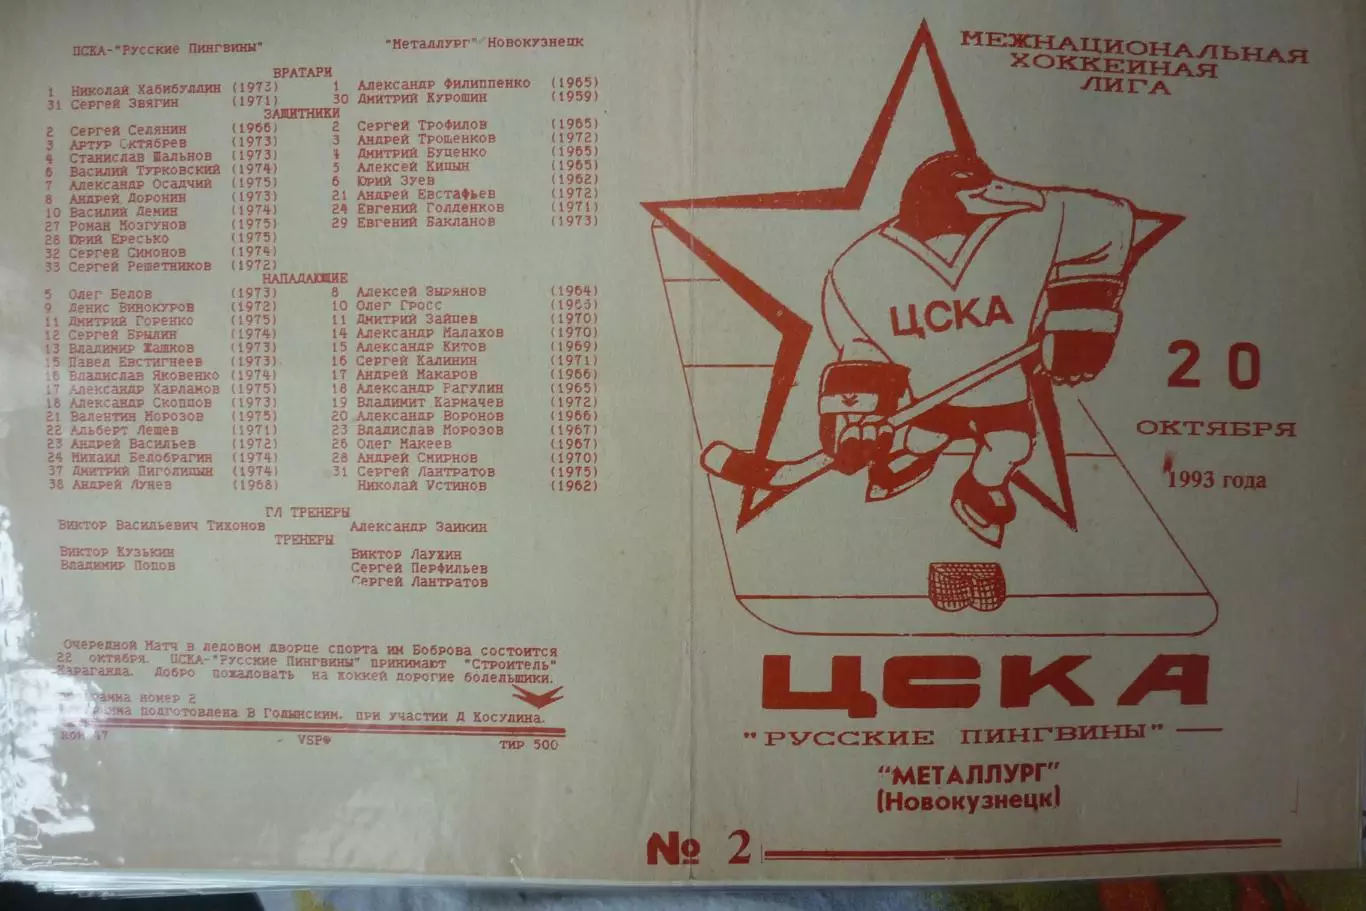 ЦСКА-"Русские Пингвины" "Металлург" Новокузнецк
ВРАТАРИ
1 Николай Хабибуллин (1973) 1 Александр Филиппенко (1965)
31 Сергей Звягин (1971) 30 Дмитрий Курошин (1959)
ЗАЩИТНИКИ
2 Сергей Селянин (1966) 2 Сергей Трофилов (1965)
3 Артур Октябрев (1973) 3 Андрей Трощенков (1972)
4 Станислав Шальнов (1973) 4 Дмитрий Буценко (1965)
6 Василий Турковский (1974) 5 Алексей Кицын (1965)
7 Александр Осадчий (1975) 6 Юрий Зуев (1962)
8 Андрей Доронин (1973) 21 Андрей Евстафьев (1972)
10 Василий Демин (1974) 24 Евгений Голденков (1971)
27 Роман Мозгунов (1975) 29 Евгений Бакланов (1973)
28 Юрий Ересько (1975)
32 Сергей Симонов (1974)
33 Сергей Решетников (1972)
НАПАДАЮЩИЕ
5 Олег Белов (1973) 8 Алексей Зырянов (1964)
9 Денис Винокуров (1972) 10 Олег Гросс
11 Дмитрий Горенко (1975) 11 Дмитрий Зайцев (1970)
12 Сергей Брылин (1974) 14 Александр Малахов (1970)
13 Владимир Жашков (1973) 15 Александр Китов (1969)
15 Павел Евстигнеев (1973) 16 Сергей Калинин (1971)
16 Владислав Яковенко (1974) 17 Андрей Макаров (1966)
17 Александр Харламов (1975) 18 Александр Рагулин (1965)
18 Александр Скопцов (1973) 19 Владимит Кармачев (1972)
21 Валентин Морозов (1975) 20 Александр Воронов (1966)
22 Альберт Лешев (1971) 23 Владислав Морозов (1967)
23 Андрей Васильев (1972) 26 Олег Макеев (1967)
24 Михаил Белобрагин (1974) 28 Андрей Смирнов (1970)
37 Дмитрий Пиголицын (1974) 31 Сергей Лантратов (1975)
38 Андрей Лунев (1968) Николай Устинов (1962)
ГЛ ТРЕНЕРЫ
Виктор Васильевич Тихонов Александр Заикин
ТРЕНЕРЫ
Виктор Кузькин Виктор Лаухин
Владимир Попов Сергей Перфильев
Сергей Лантратов
Очередной Матч в ледовом дворце спорта им Боброва состоится
22 октября. ЦСКА-"Русские Пингвины" принимают "Строитель"
Караганда. Добро пожаловать на хоккей дорогие болельщики.
номер 2
подготовлена В Голынским. при участии Д Косулина.
VSP® ТИР 500
МЕЖНАЦИОНАЛЬНАЯ
ХОККЕЙНАЯ
ЛИГА
ЦСКА
20
ОКТЯБРЯ
1993 года
ЦСКА
"РУССКИЕ ПИНГВИНЫ"
"МЕТАЛЛУРГ"
(Новокузнецк)
№ 2